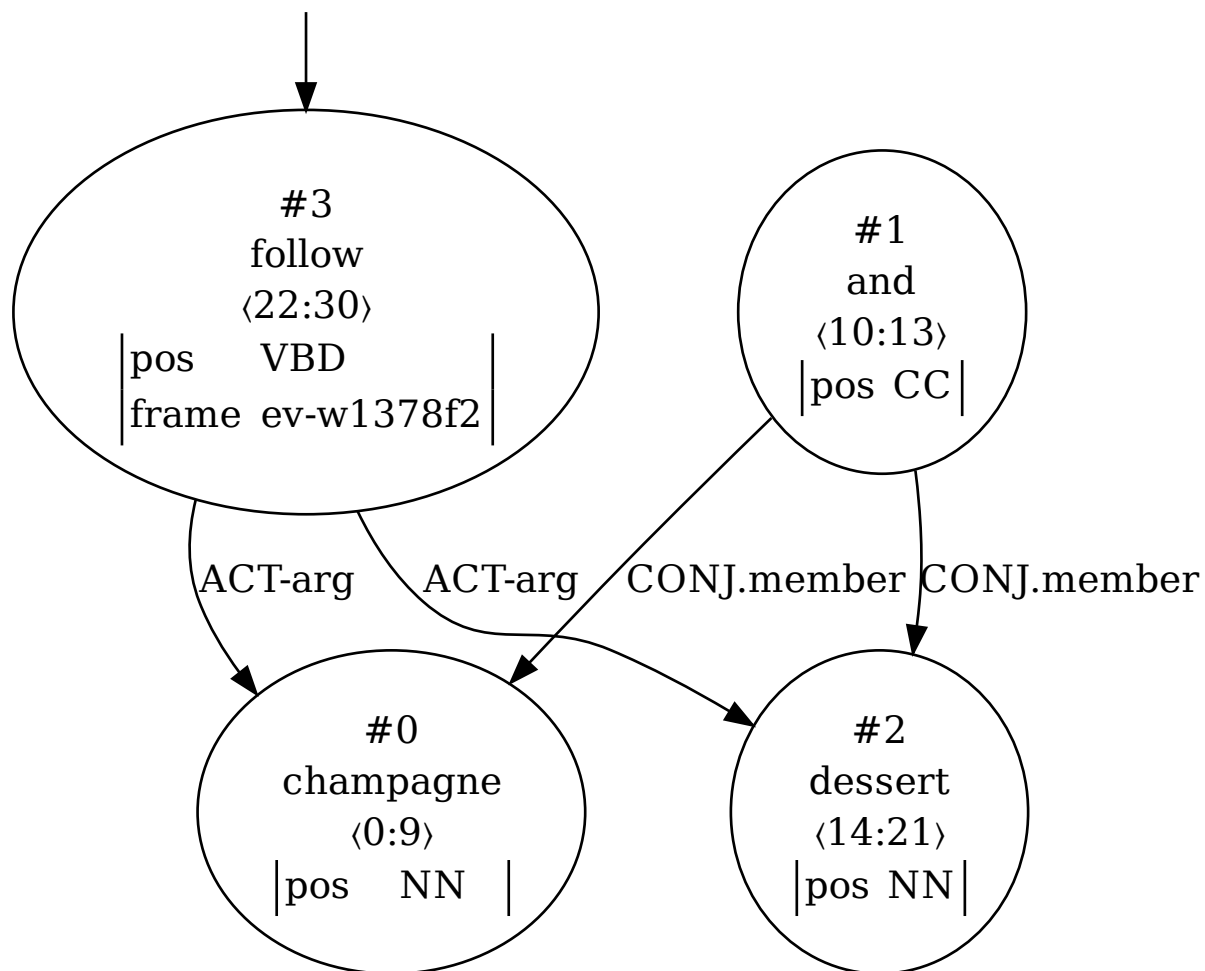 #3
follow
⟨22:30⟩
pos VBD
frame ev-w1378f2
#1
and
⟨10:13⟩
pos CC
ACT-arg
ACT-arg
CONJ.member
CONJ.member
#0
champagne
⟨0:9⟩
pos NN
#2
dessert
⟨14:21⟩
pos NN